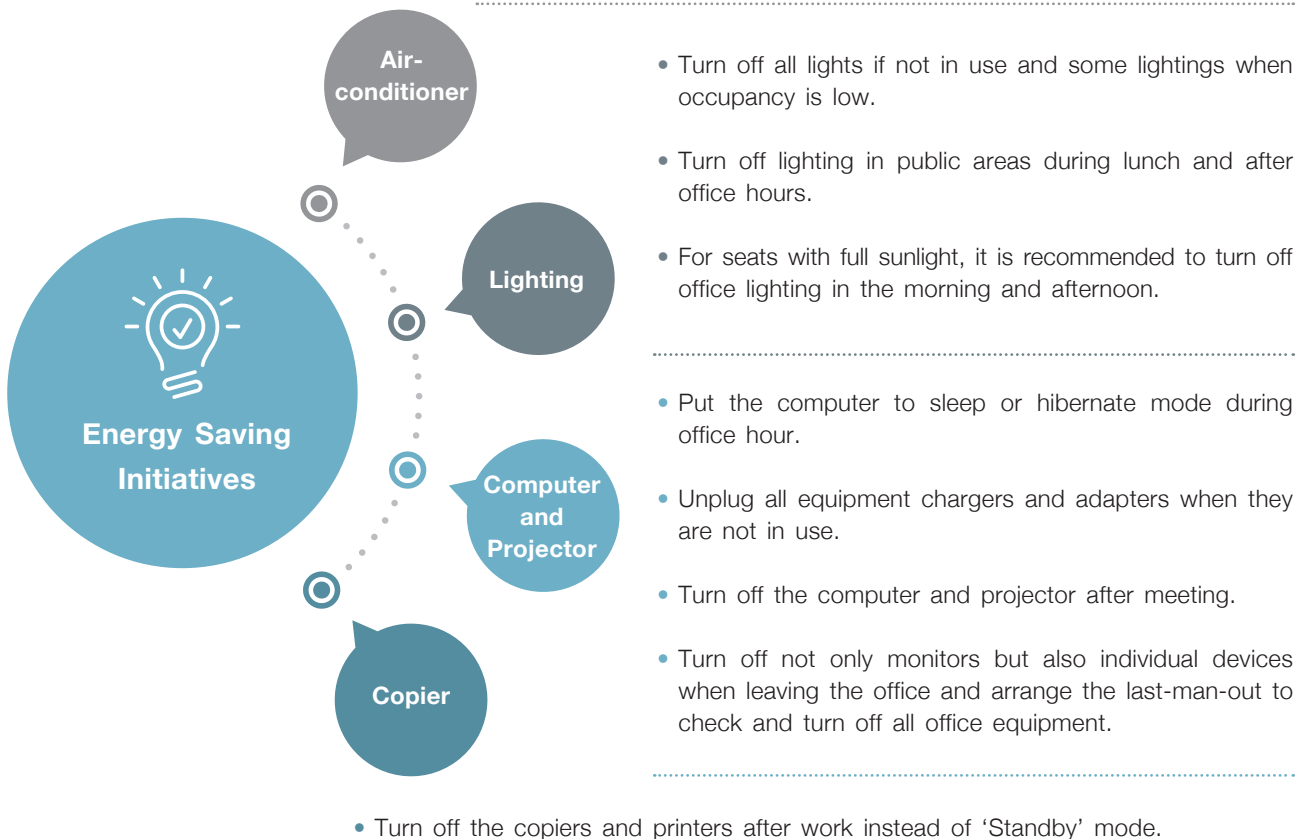 Air-
conditioner
• Turn off all lights if not in use and some lightings when
occupancy is low.
• Turn off lighting in public areas during lunch and after
office hours.
Lighting
• For seats with full sunlight, it is recommended to turn off
office lighting in the morning and afternoon.
Energy Saving
Initiatives
• Put the computer to sleep or hibernate mode during
office hour.
Computer
and
Projector
• Unplug all equipment chargers and adapters when they
are not in use.
• Turn off the computer and projector after meeting.
• Turn off not only monitors but also individual devices
when leaving the office and arrange the last-man-out to
check and turn off all office equipment.
Copier
• Turn off the copiers and printers after work instead of ‘Standby’ mode.